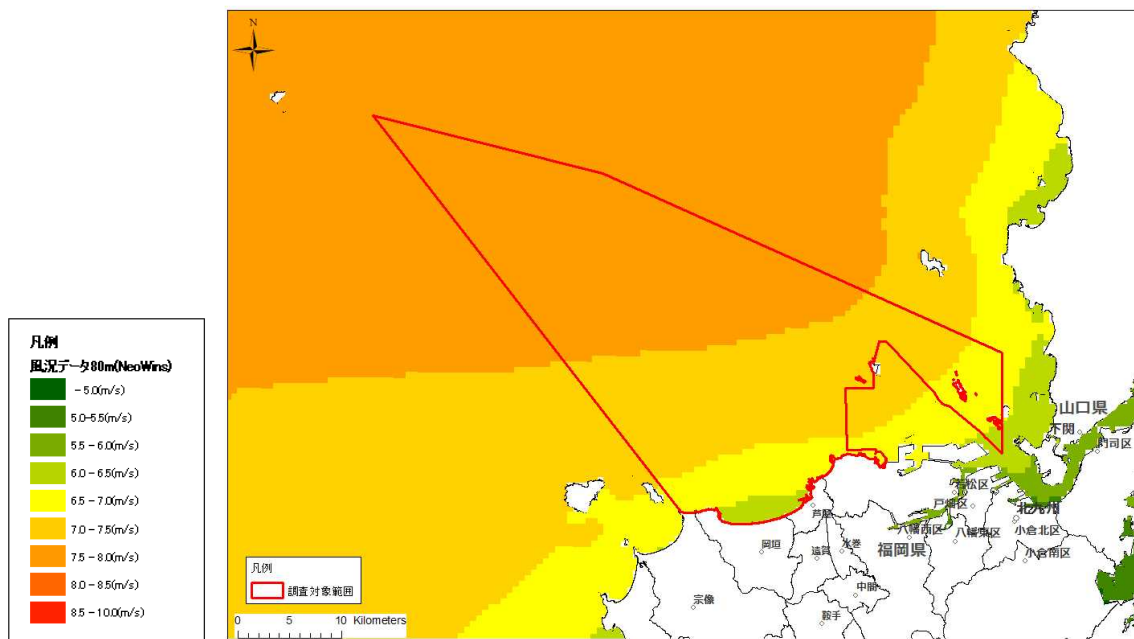 N
山口県
下関
門司区
若松区
戸畑区
北九州
小倉北区
八幡西区
八幡東区
小倉南区
福岡県
芦屋
岡垣
遠賀
水巻
中間
宗像
鞍手
凡例
風況データ80m(NeoWins)
- 5.0(m/s)
5.0-5.5(m/s)
5.5 - 6.0(m/s)
6.0 - 6.5(m/s)
6.5 - 7.0(m/s)
7.0 - 7.5(m/s)
7.5 - 8.0(m/s)
8.0 - 8.5(m/s)
8.5 - 10.0(m/s)
凡例
調査対象範囲
0 5 10 Kilometers